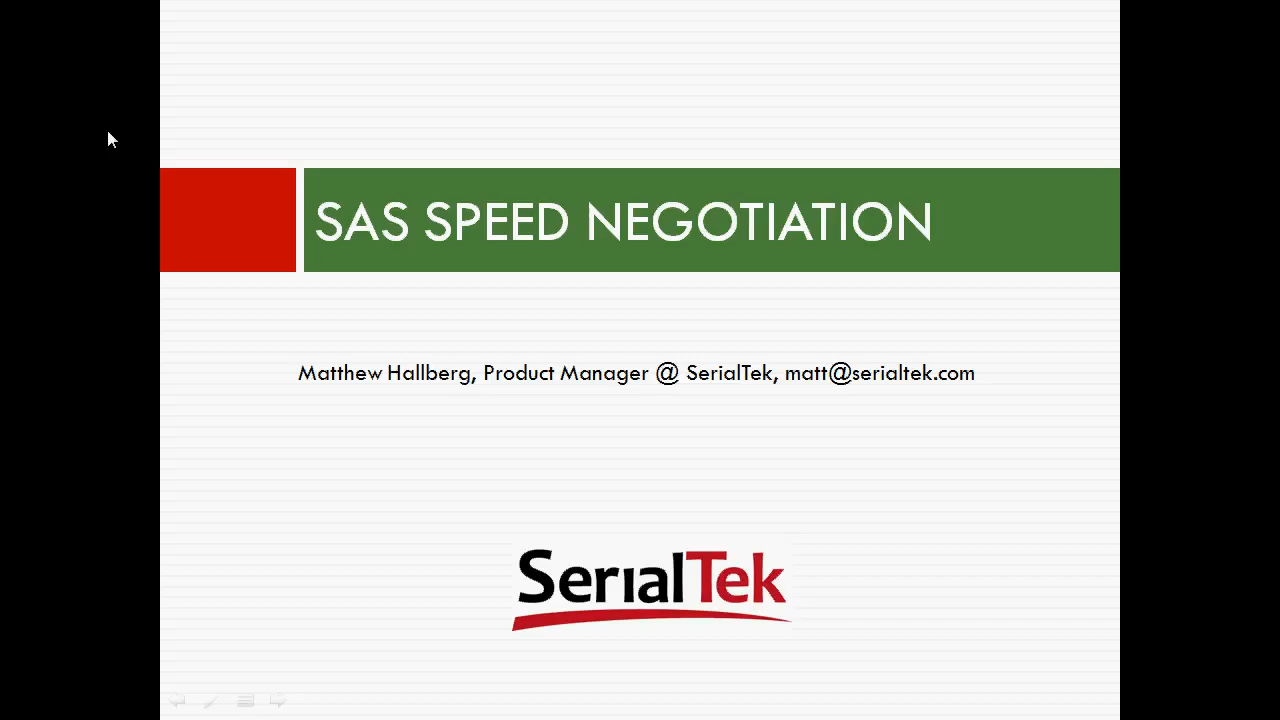 SAS SPEED NEGOTIATION
Matthew Hallberg, Product Manager @ SerialTek, matt@serialtek.com
SerialTek